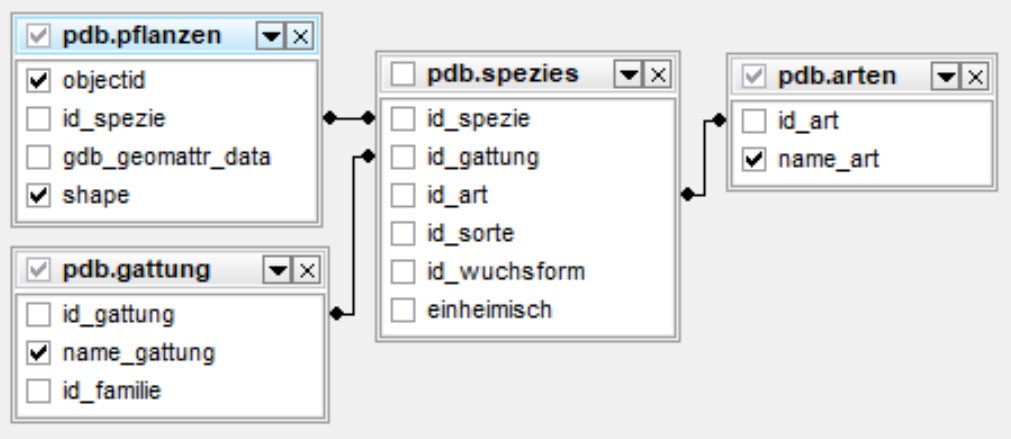 pdb.pflanzen
objectid
id_spezie
gdb_geomattr_data
shape
pdb.gattung
id_gattung
name_gattung
id_familie
pdb.spezies
id_spezie
id_gattung
id_art
id_sorte
id_wuchsform
einheimisch
pdb.arten
id_art
name_art